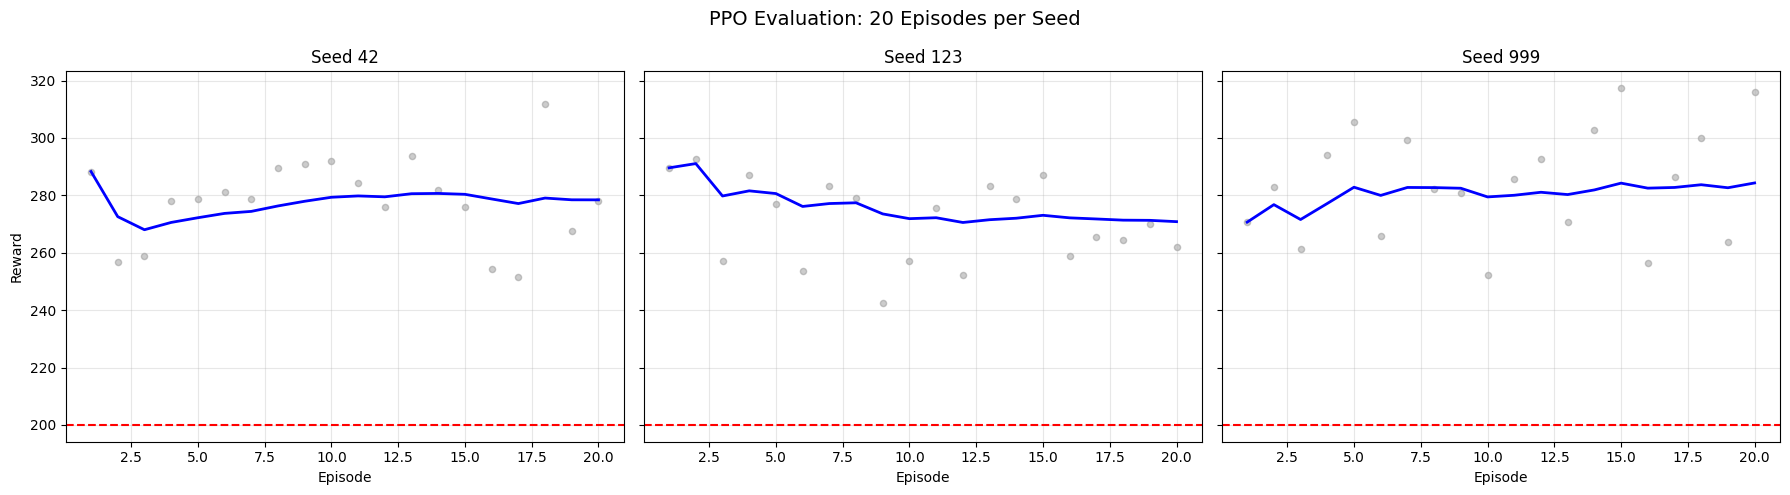 PPO Evaluation: 20 Episodes per Seed
Seed 42
Seed 123
Seed 999
Reward
320
300
280
260
240
220
200
2.5 5.0 7.5 10.0 12.5 15.0 17.5 20.0
2.5 5.0 7.5 10.0 12.5 15.0 17.5 20.0
2.5 5.0 7.5 10.0 12.5 15.0 17.5 20.0
Episode
Episode
Episode